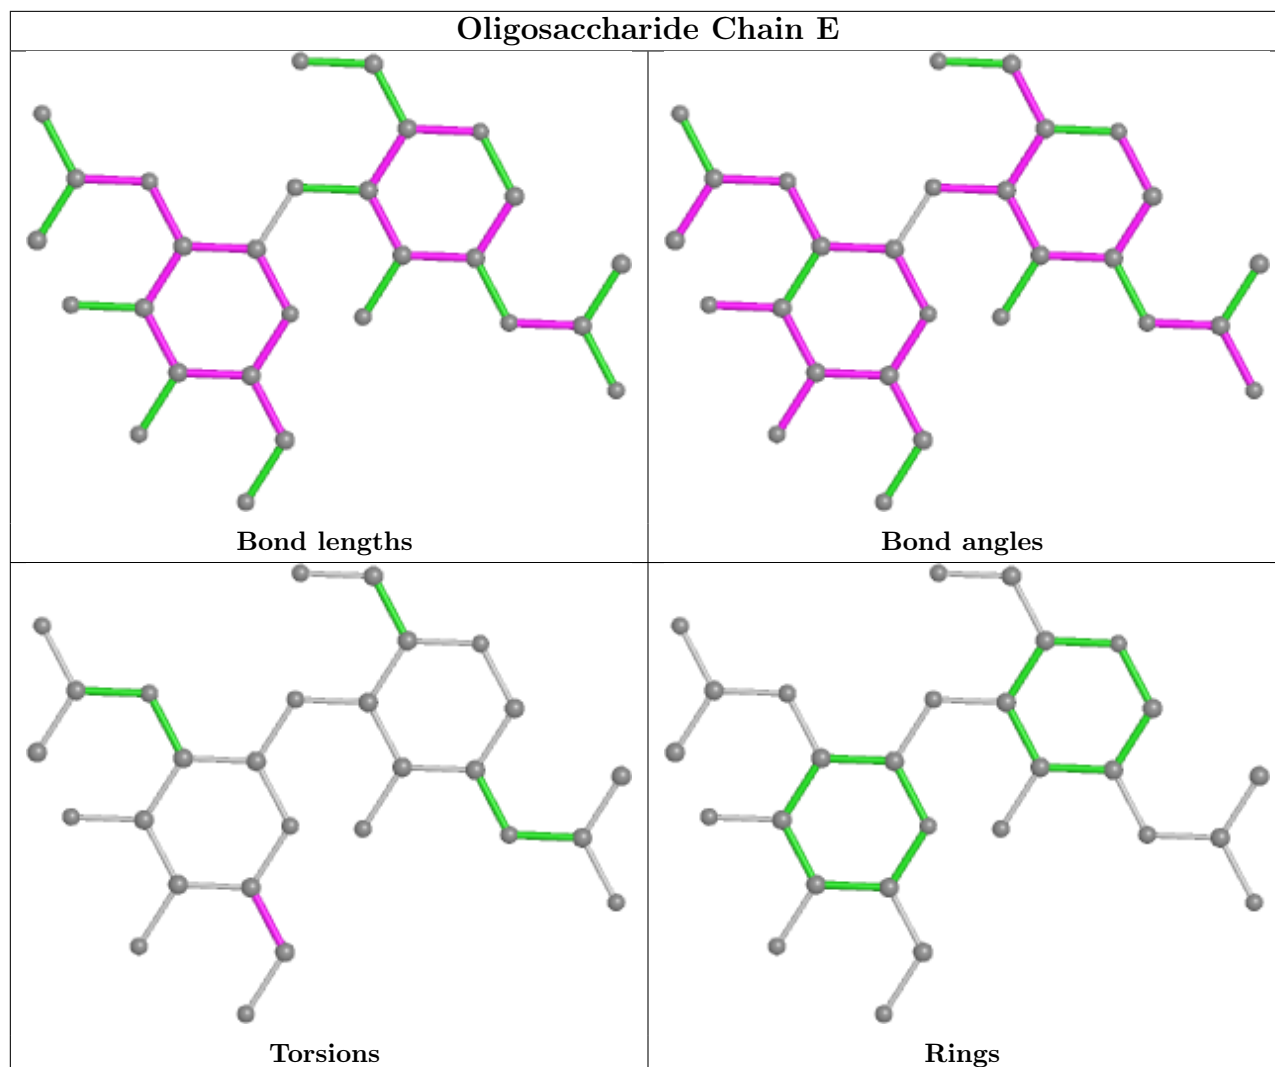 Oligosaccharide Chain E
Bond lengths
Bond angles
Torsions
Rings